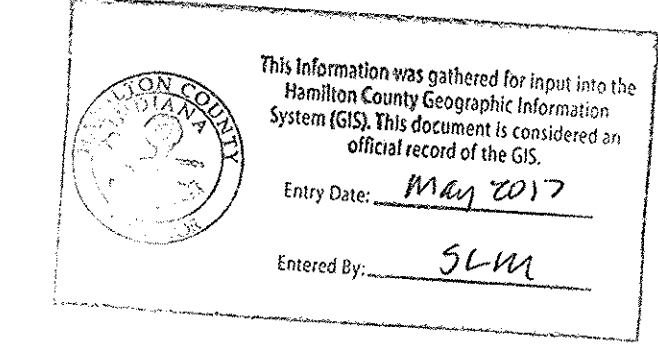 HAMILTON COUNTY
INDIANA
This Information was gathered for input into the
Hamilton County Geographic Information
System (GIS). This document is considered an
official record of the GIS.
Entry Date: May 2017
Entered By: SLM